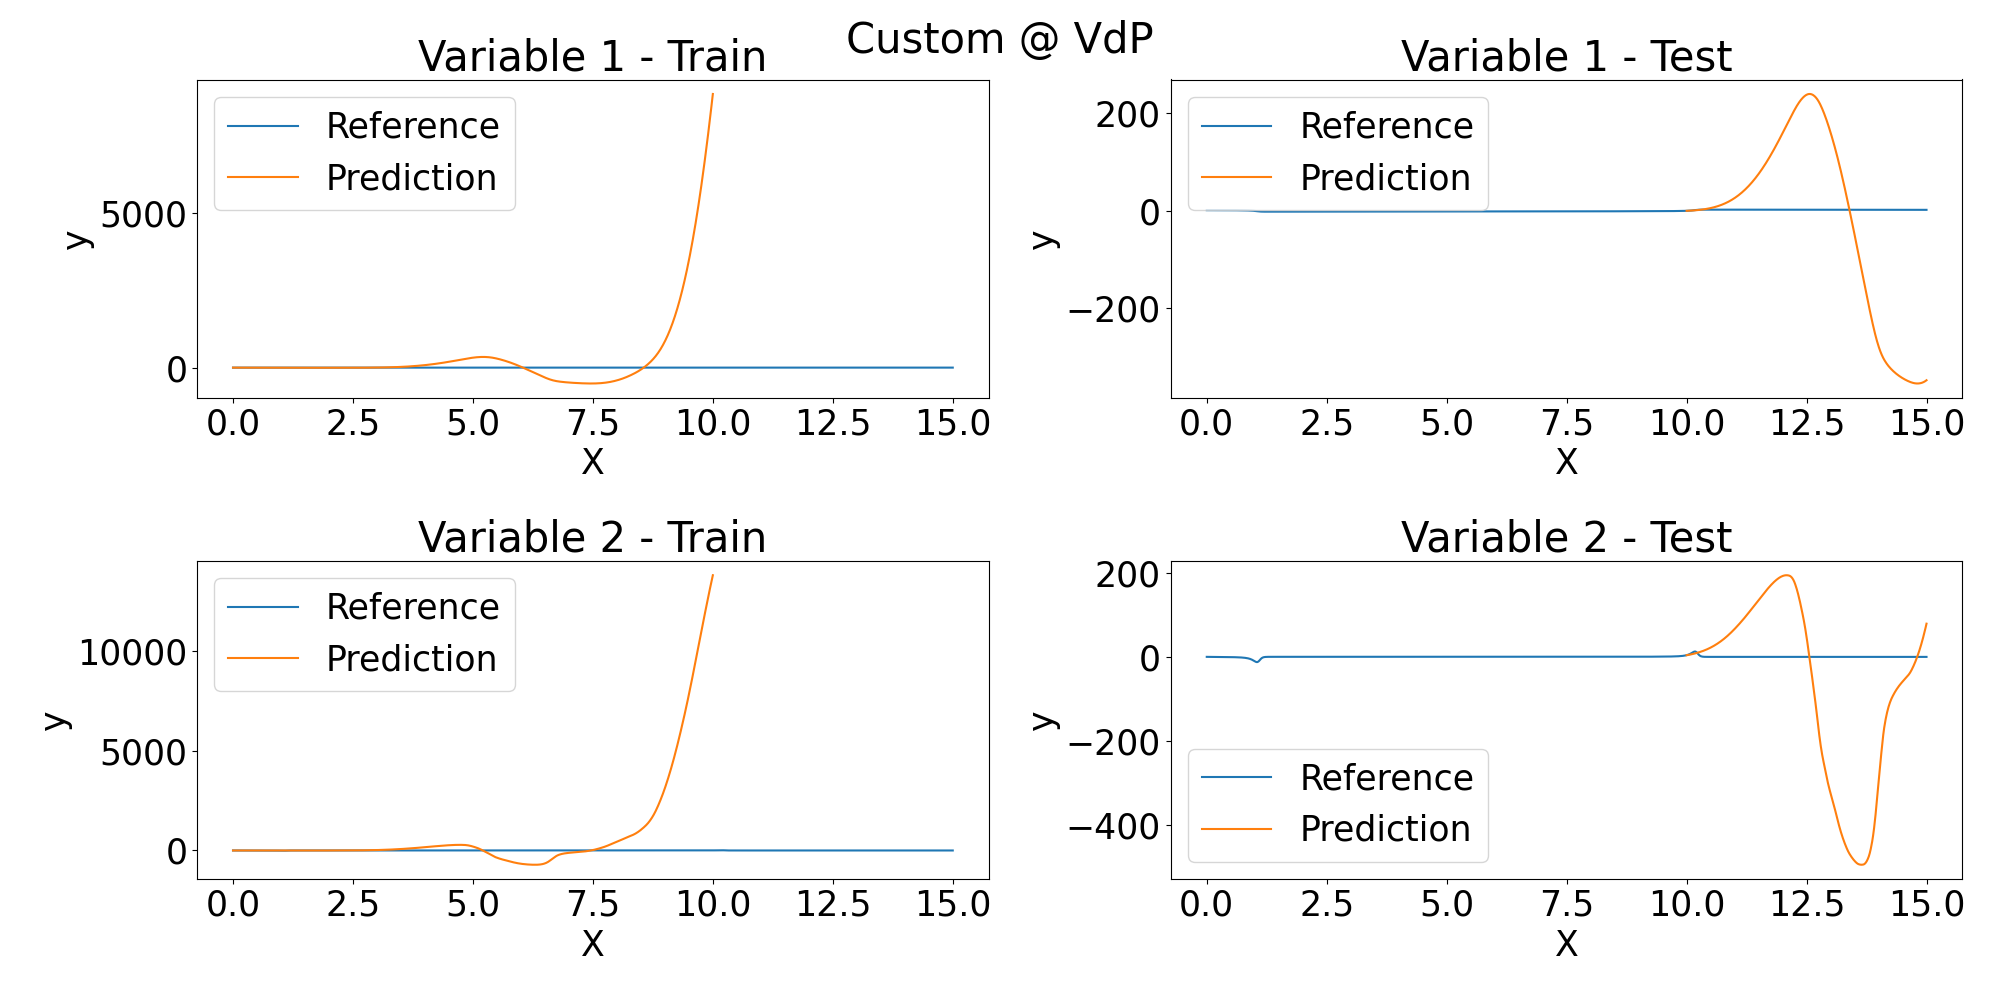 Custom @ VdP
Variable 1 - Train
Reference
Prediction
5000
0
y
0.0 2.5 5.0 7.5 10.0 12.5 15.0
X
Variable 1 - Test
Reference
Prediction
200
0
−200
y
0.0 2.5 5.0 7.5 10.0 12.5 15.0
X
Variable 2 - Train
Reference
Prediction
10000
5000
0
y
0.0 2.5 5.0 7.5 10.0 12.5 15.0
X
Variable 2 - Test
200
0
−200
−400
y
Reference
Prediction
0.0 2.5 5.0 7.5 10.0 12.5 15.0
X